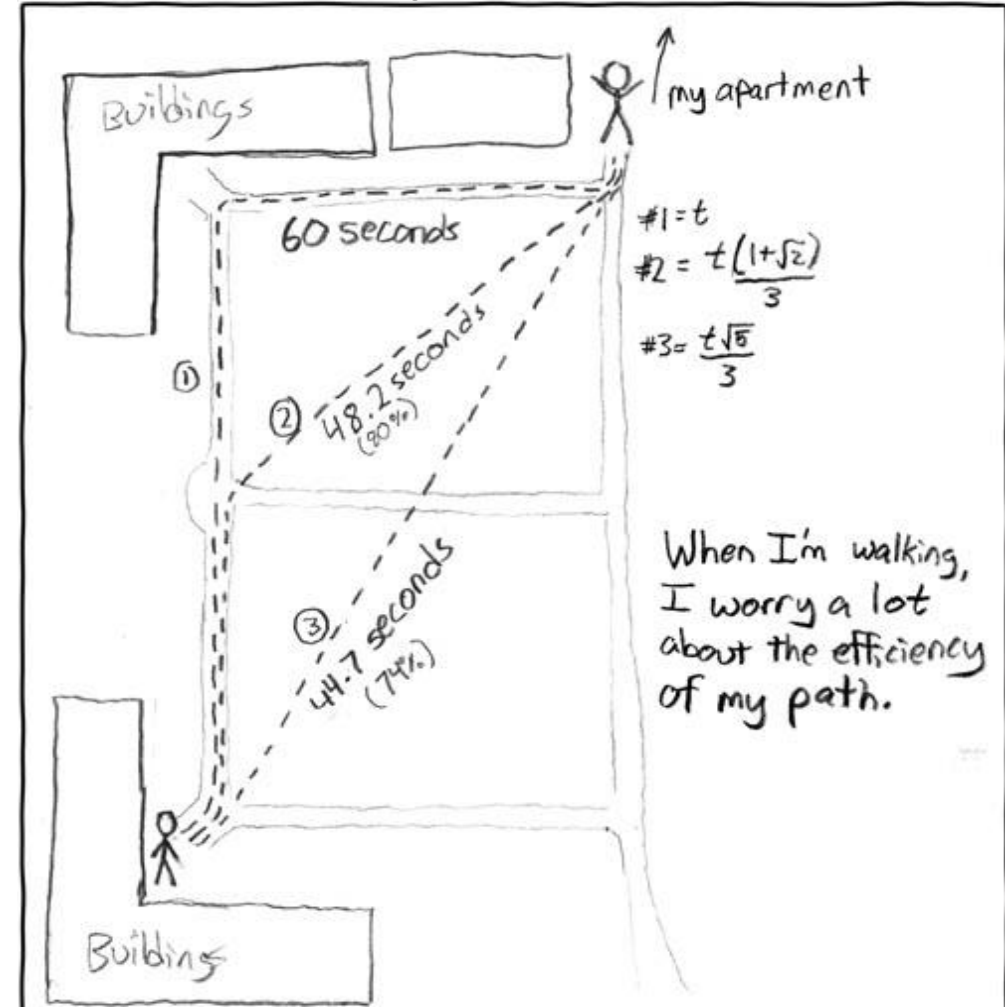 Buildings
my apartment
60 seconds
#1 = t
#2 = t(1+√2)/3
#3 = t√5/3
①
②
48.2 seconds
(80%)
③
44.7 seconds
(74%)
When I'm walking,
I worry a lot
about the efficiency
of my path.
Buildings